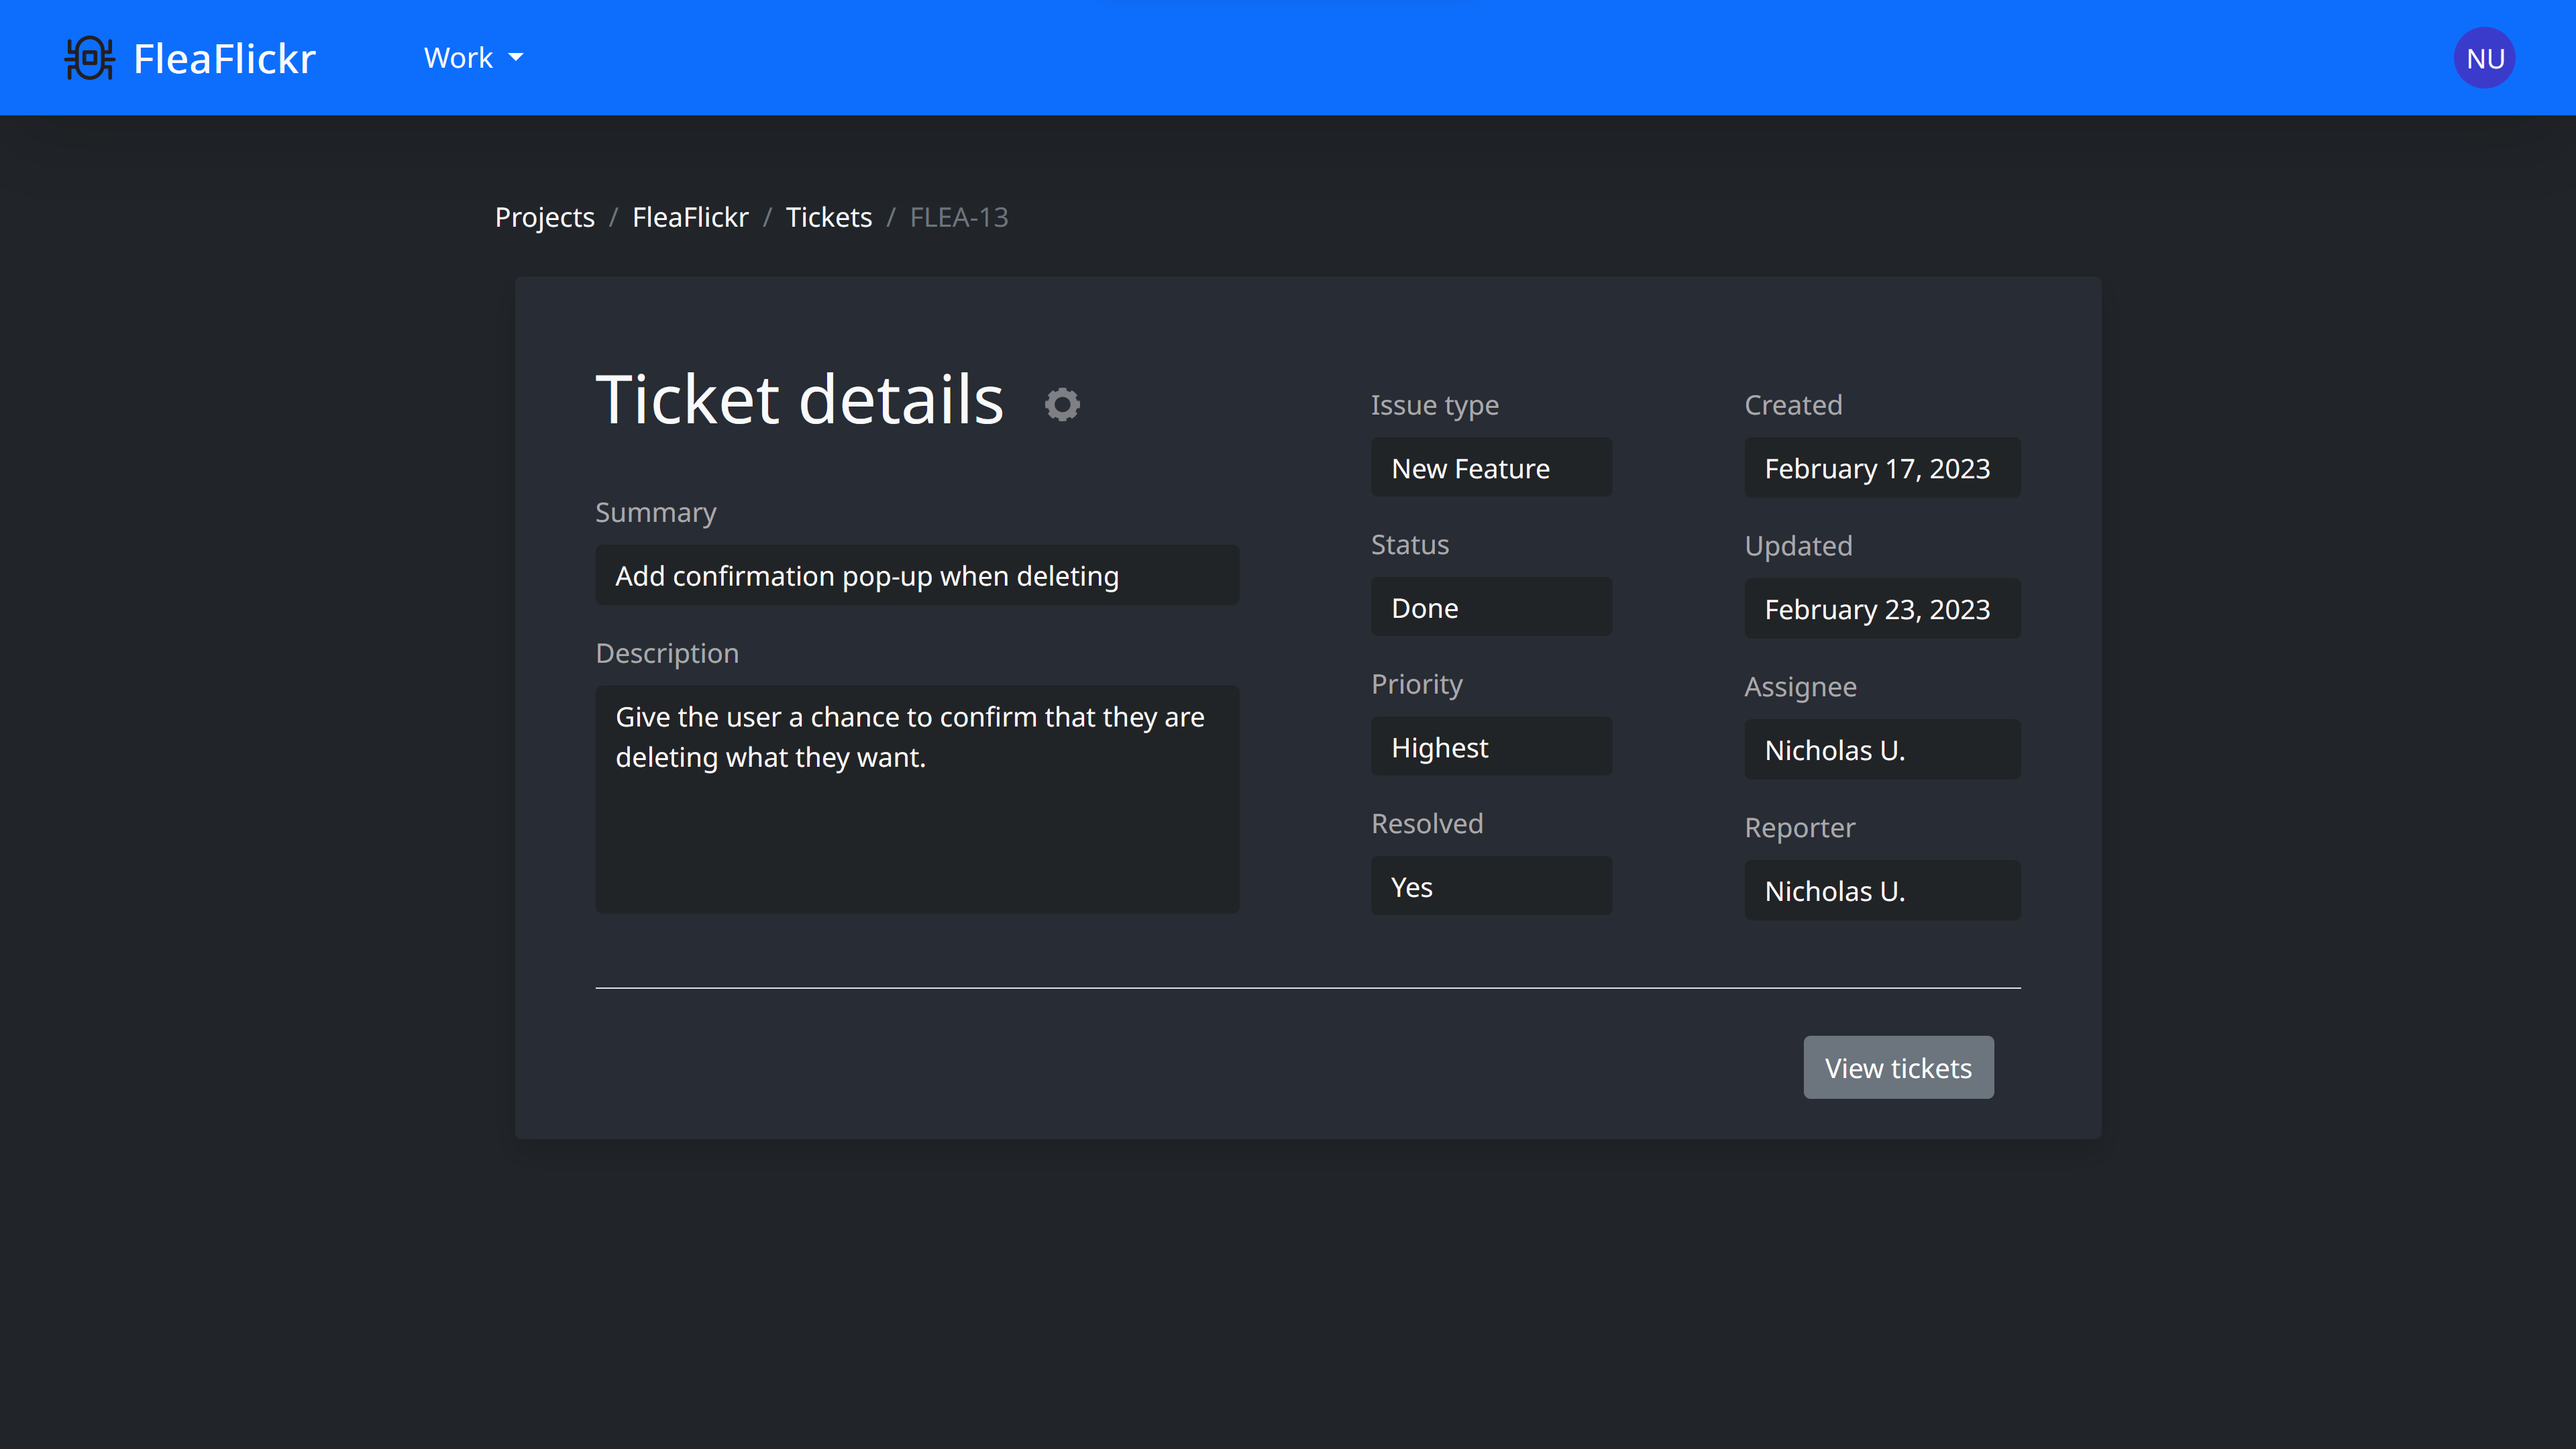 FleaFlickr
Work
NU
Projects / FleaFlickr / Tickets / FLEA-13
Ticket details
Summary
Add confirmation pop-up when deleting
Description
Give the user a chance to confirm that they are
deleting what they want.
Issue type
New Feature
Status
Done
Priority
Highest
Resolved
Yes
Created
February 17, 2023
Updated
February 23, 2023
Assignee
Nicholas U.
Reporter
Nicholas U.
View tickets